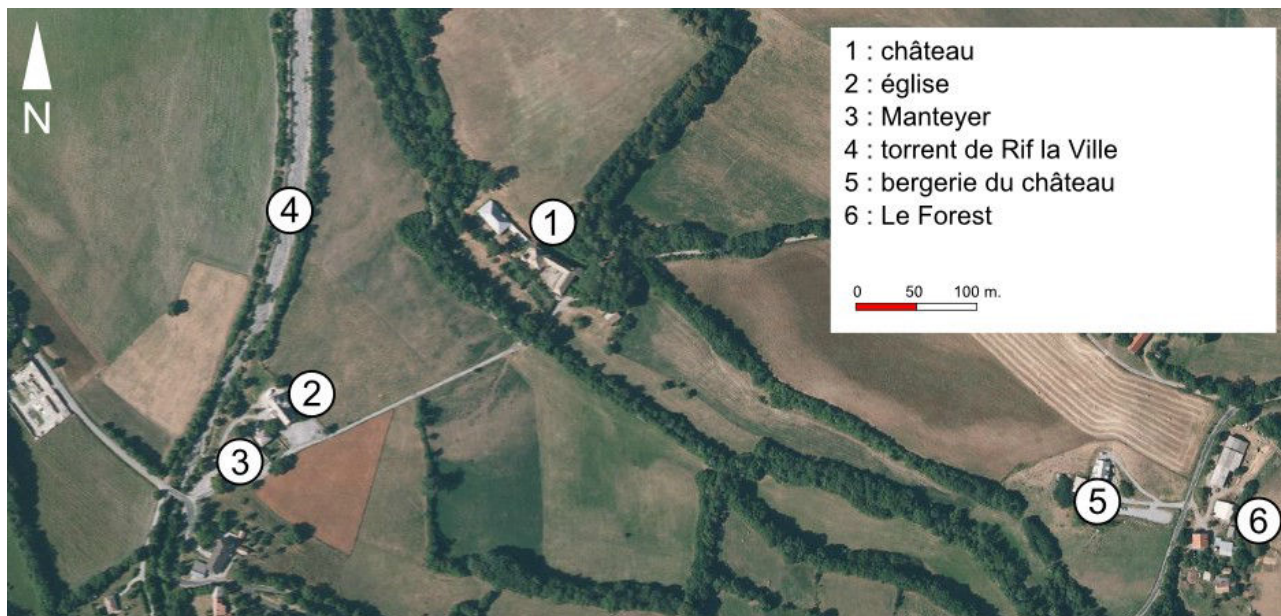 N
1 : château
2 : église
3 : Manteyer
4 : torrent de Rif la Ville
5 : bergerie du château
6 : Le Forest
0 50 100 m.
1
4
2
3
5
6